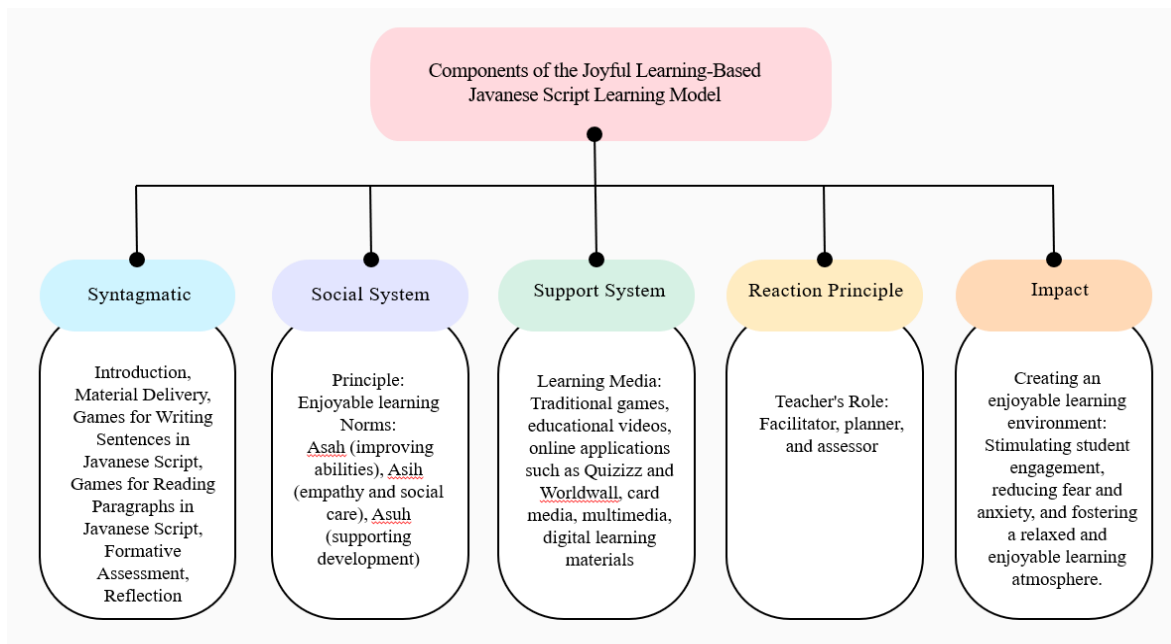 Components of the Joyful Learning-Based
Javanese Script Learning Model
Syntagmatic
Introduction,
Material Delivery,
Games for Writing
Sentences in
Javanese Script,
Games for Reading
Paragraphs in
Javanese Script,
Formative
Assessment,
Reflection
Social System
Principle:
Enjoyable learning
Norms:
Asah (improving
abilities), Asih
(empathy and social
care), Asuh
(supporting
development)
Support System
Learning Media:
Traditional games,
educational videos,
online applications
such as Quizizz and
Worldwall, card
media, multimedia,
digital learning
materials
Reaction Principle
Teacher's Role:
Facilitator, planner,
and assessor
Impact
Creating an
enjoyable learning
environment:
Stimulating student
engagement,
reducing fear and
anxiety, and fostering
a relaxed and
enjoyable learning
atmosphere.